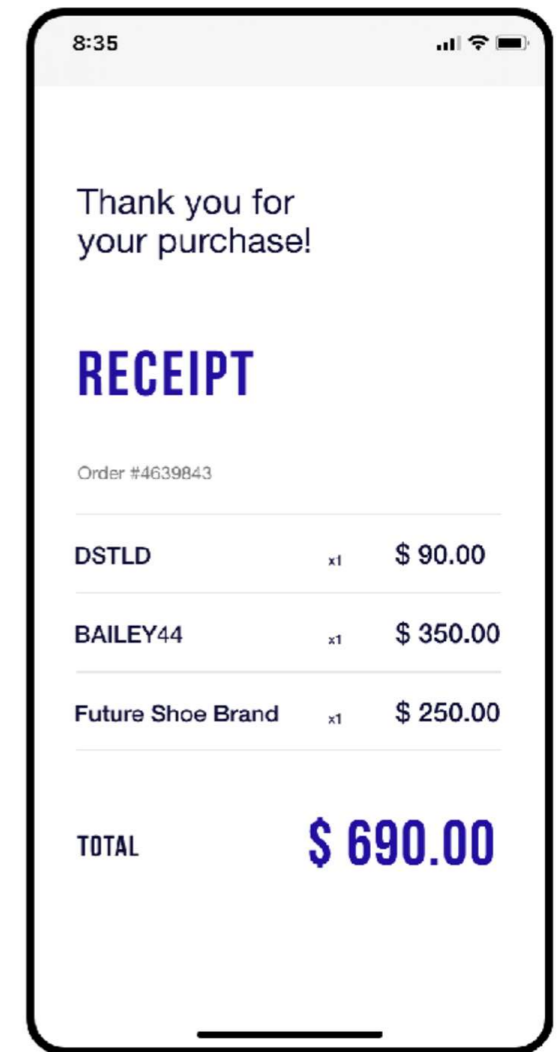 8:35
Thank you for
your purchase!
RECEIPT
Order #4639843
DSTLD x1 $ 90.00
BAILEY44 x1 $ 350.00
Future Shoe Brand x1 $ 250.00
TOTAL $ 690.00